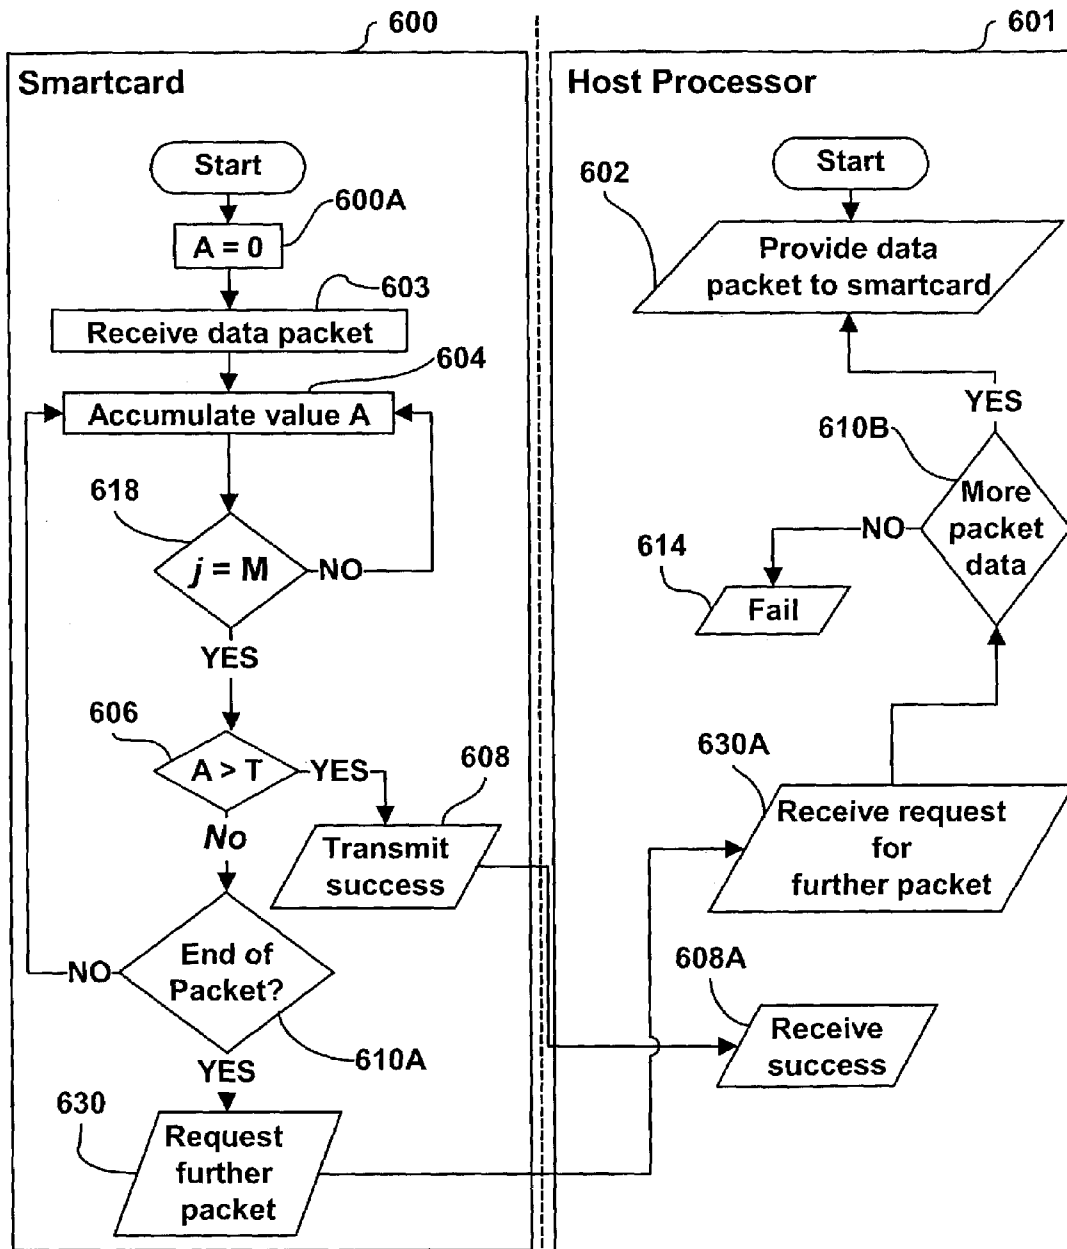 600
601
Smartcard
Host Processor
Start
600A
A = 0
603
Receive data packet
604
Accumulate value A
618
j = M
NO
YES
606
A > T
YES
608
No
Transmit
success
End of
Packet?
NO
610A
YES
630
Request
further
packet
Start
602
Provide data
packet to smartcard
YES
610B
More
packet
data
NO
614
Fail
630A
Receive request
for
further packet
608A
Receive
success